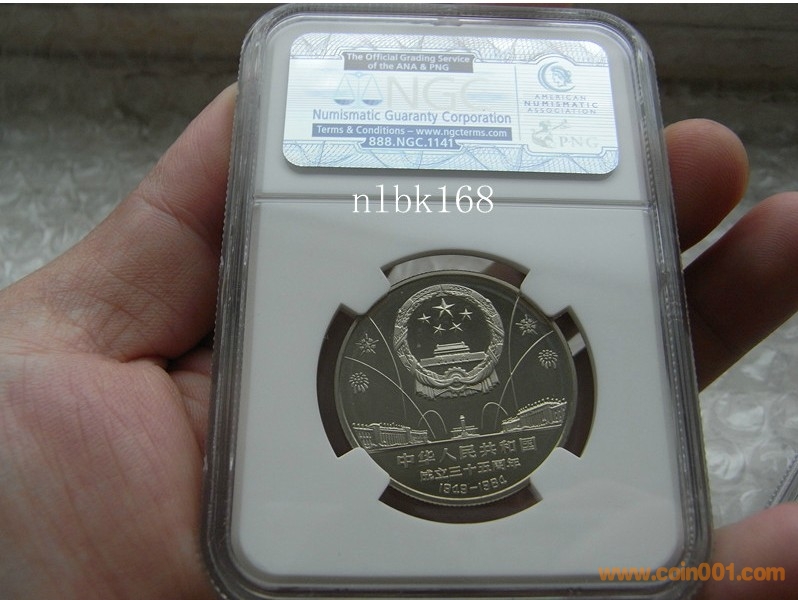 The Official Grading Service
of the ANA & PNG
NGC
Numismatic Guaranty Corporation
Terms & Conditions – www.ngcterms.com
888.NGC.1141
AMERICAN
NUMISMATIC
ASSOCIATION
PNG
nlbk168
中华人民共和国
成立三十五周年
1949-1984
www.coin001.com